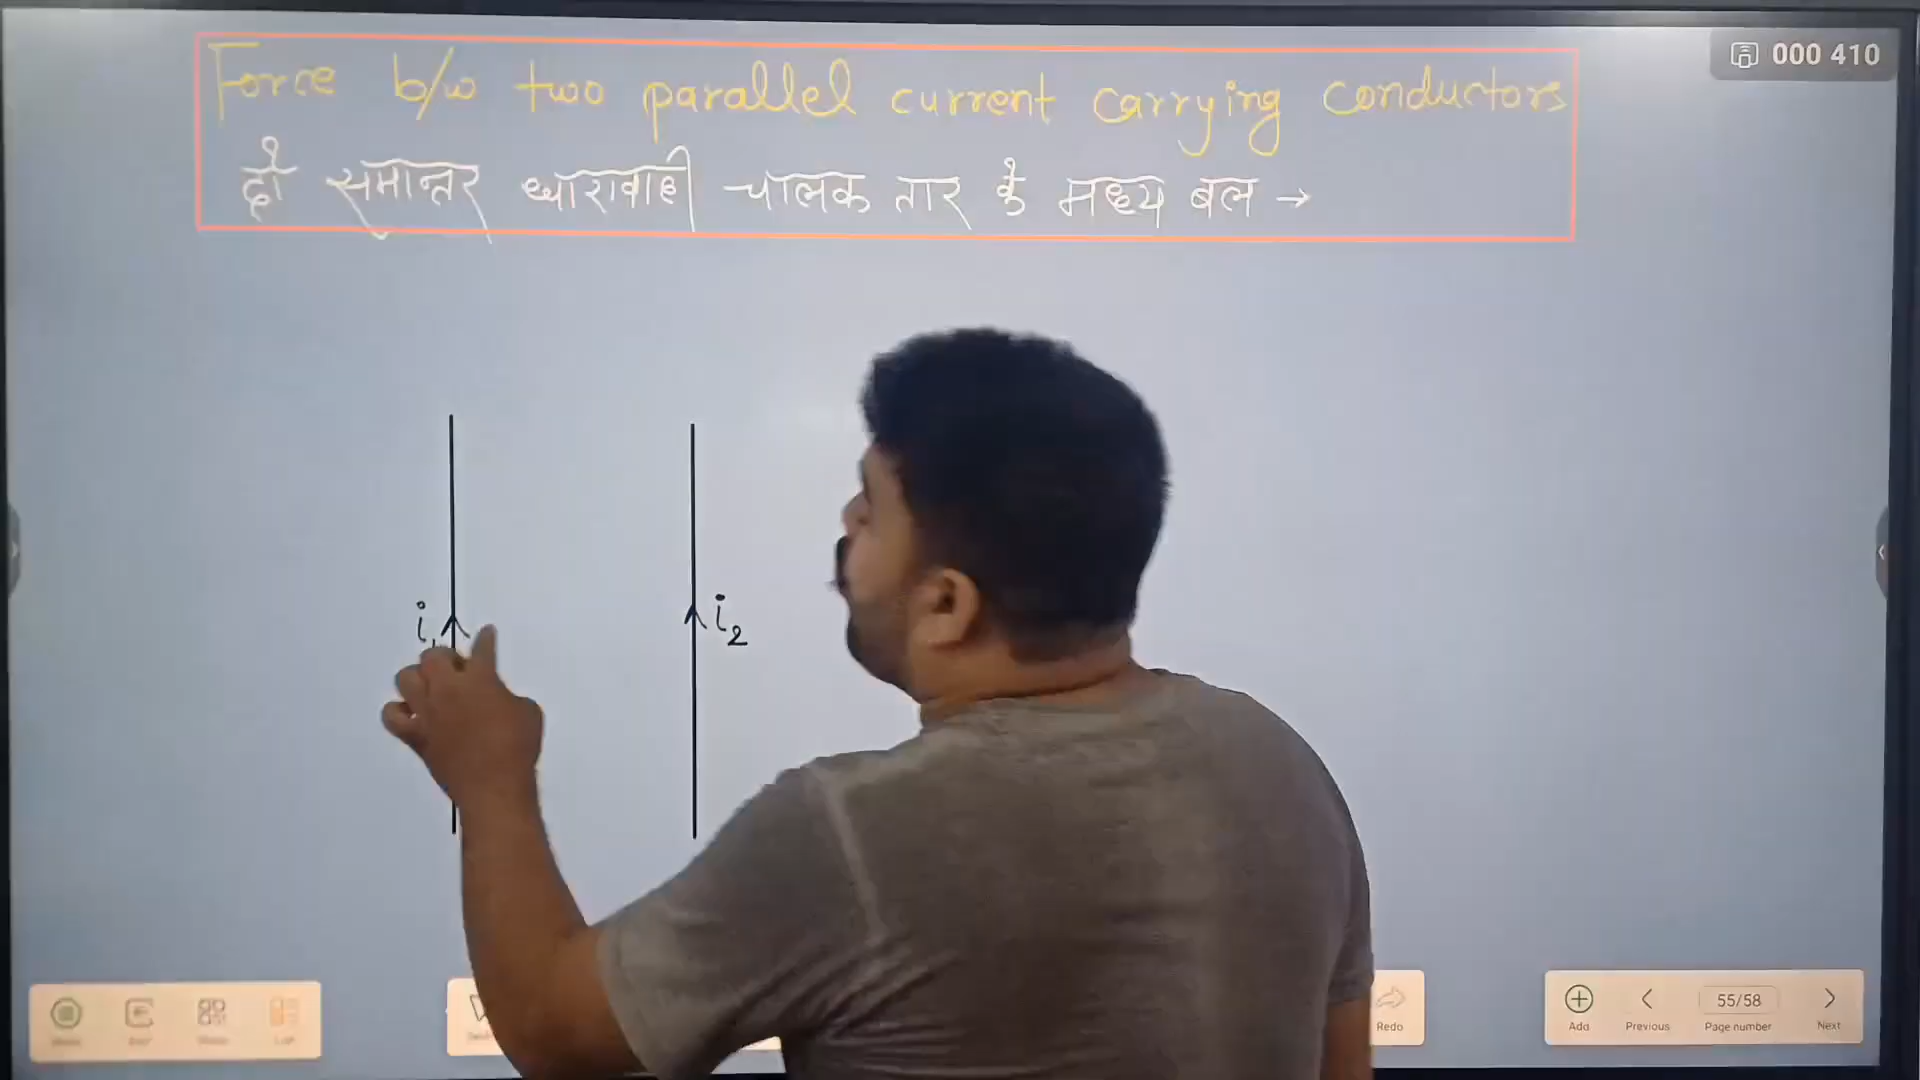 000 410
Force b/w two parallel current carrying conductors
दो समान्तर धारावाही चालक तार के मध्य बल →
i₁
i₂
Redo
Add
Previous
55/58
Page number
Next